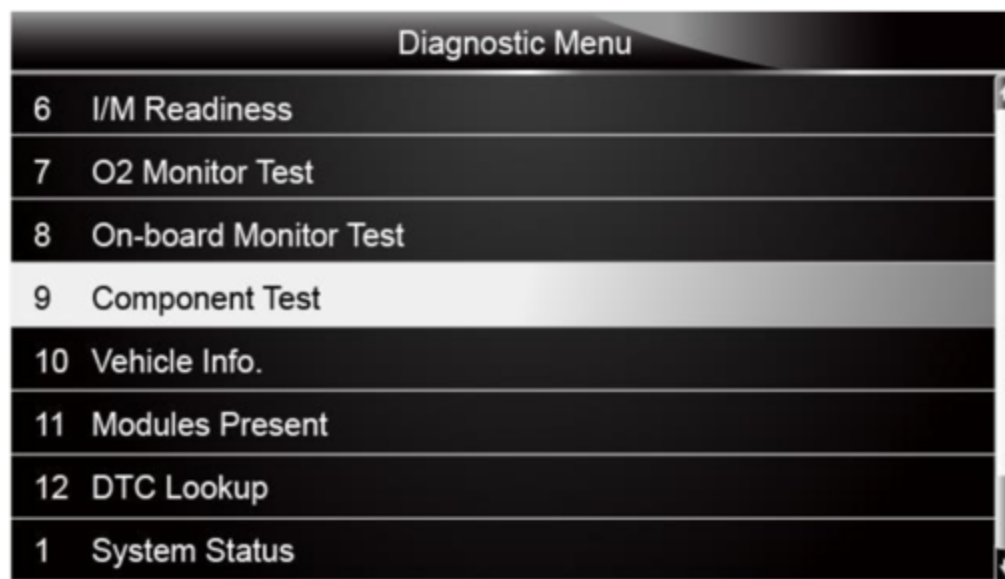 Diagnostic Menu
6 I/M Readiness
7 O2 Monitor Test
8 On-board Monitor Test
9 Component Test
10 Vehicle Info.
11 Modules Present
12 DTC Lookup
1 System Status